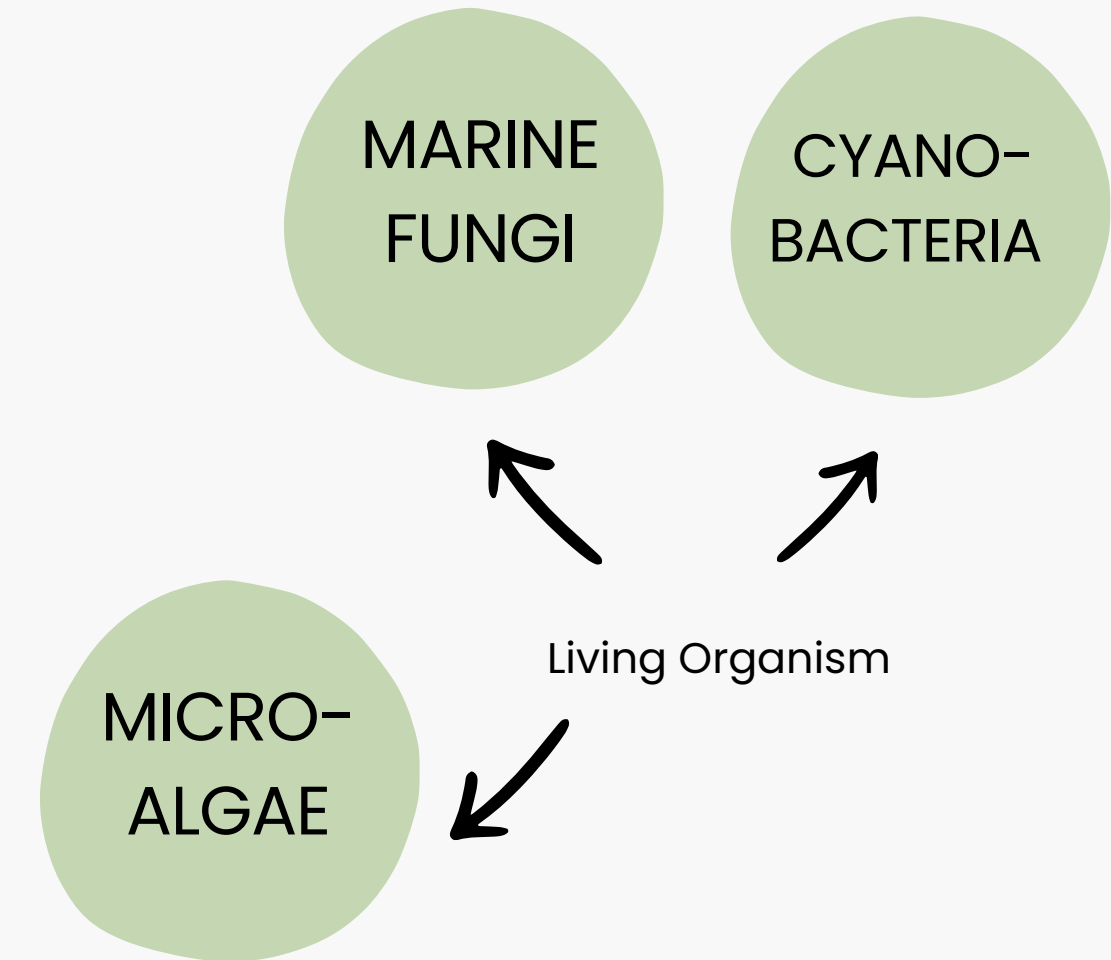 MARINE
FUNGI
CYANO-
BACTERIA
Living Organism
MICRO-
ALGAE